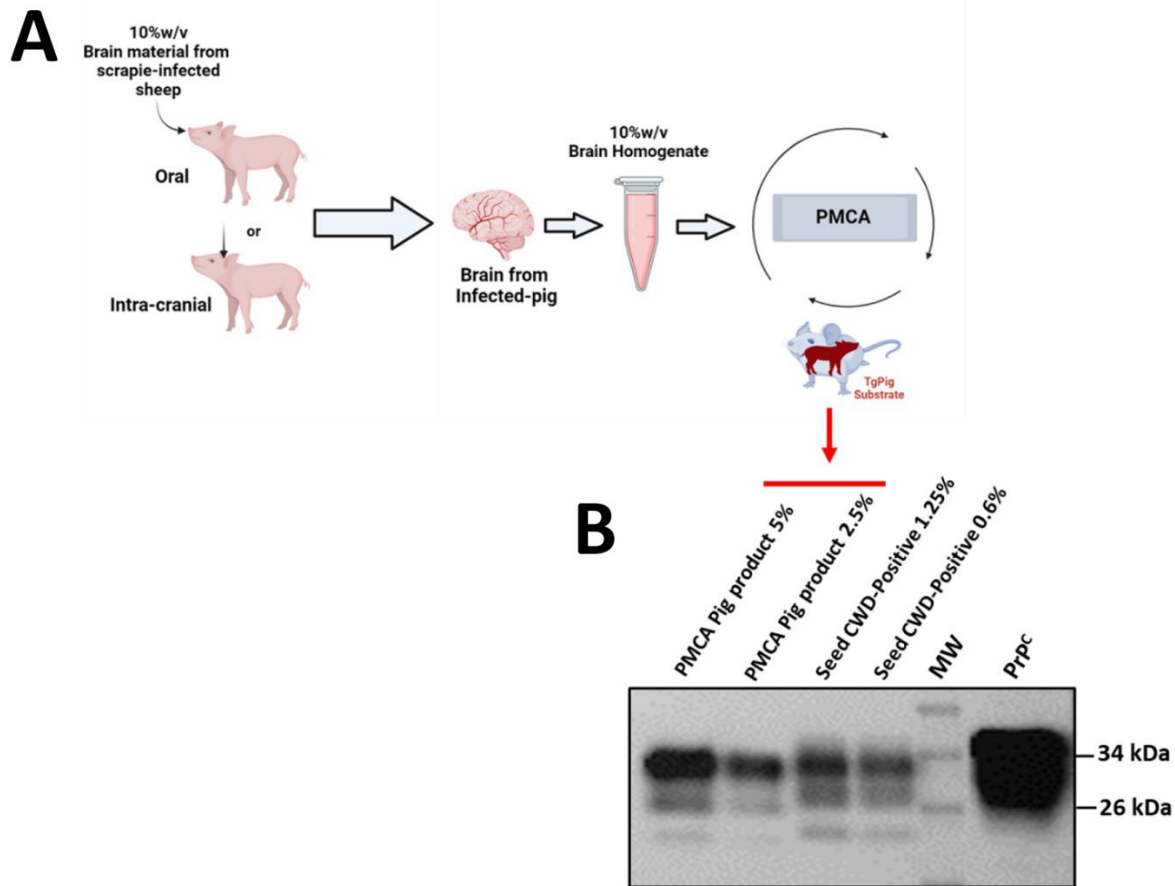 A
10%w/v
Brain material from
scrapie-infected
sheep
Oral
or
Intra-cranial
Brain from
Infected-pig
10%w/v
Brain Homogenate
PMCA
TgPig
Substrate
B
PMCA Pig product 5%
PMCA Pig product 2.5%
Seed CWD-Positive 1.25%
Seed CWD-Positive 0.6%
MW
PrPᶜ
34 kDa
26 kDa